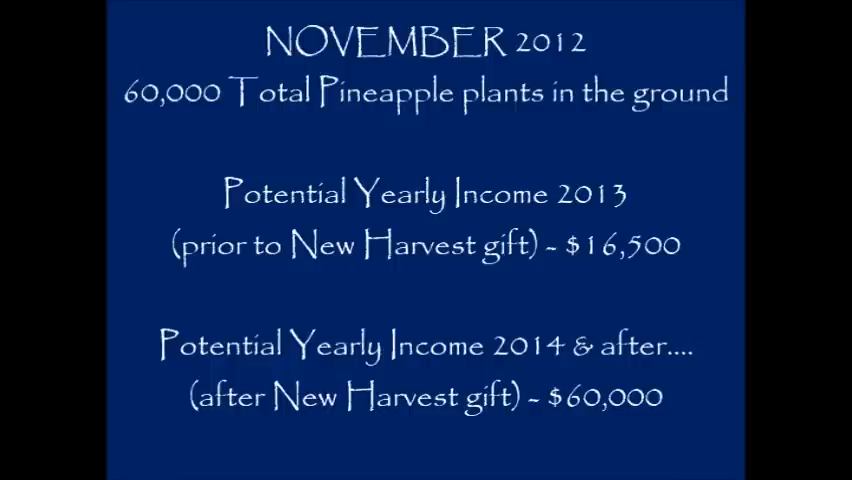 NOVEMBER 2012
60,000 Total Pineapple plants in the ground
Potential Yearly Income 2013
(prior to New Harvest gift) - $16,500
Potential Yearly Income 2014 & after....
(after New Harvest gift) - $60,000